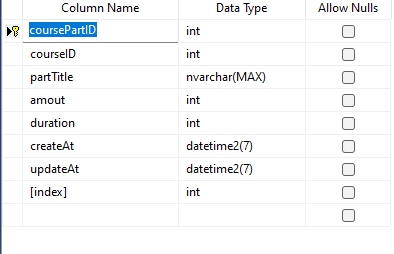 Column Name Data Type Allow Nulls
coursePartID int
courseID int
partTitle nvarchar(MAX)
amout int
duration int
createAt datetime2(7)
updateAt datetime2(7)
[index] int